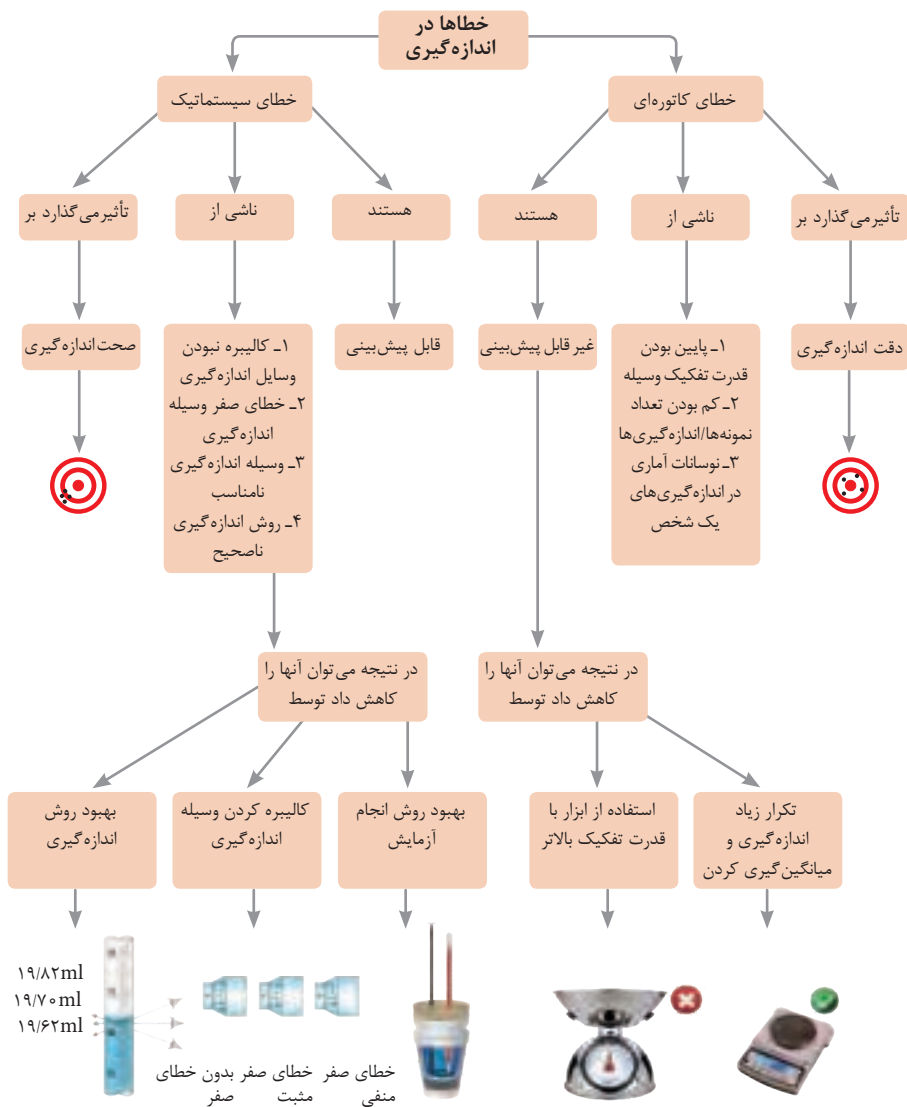 خطاها در
اندازه‌گیری
خطای کاتوره‌ای
خطای سیستماتیک
تأثیرمی‌گذارد بر
ناشی از
هستند
هستند
ناشی از
تأثیرمی‌گذارد بر
دقت اندازه‌گیری
۱ـ پایین بودن
قدرت تفکیک وسیله
۲ـ کم بودن تعداد
نمونه‌ها/اندازه‌گیری‌ها
۳ـ نوسانات آماری
در اندازه‌گیری‌های
یک شخص
غیر قابل پیش‌بینی
قابل پیش‌بینی
۱ـ کالیبره نبودن
وسایل اندازه‌گیری
۲ـ خطای صفر وسیله
اندازه‌گیری
۳ـ وسیله اندازه‌گیری
نامناسب
۴ـ روش اندازه‌گیری
ناصحیح
صحت اندازه‌گیری
در نتیجه می‌توان آنها را
کاهش داد توسط
در نتیجه می‌توان آنها را
کاهش داد توسط
تکرار زیاد
اندازه‌گیری و
میانگین‌گیری کردن
استفاده از ابزار با
قدرت تفکیک بالاتر
بهبود روش انجام
آزمایش
کالیبره کردن وسیله
اندازه‌گیری
بهبود روش
اندازه‌گیری
۱۹/۸۲ml
۱۹/۷۰ml
۱۹/۶۲ml
خطای صفر
منفی
خطای صفر
مثبت
بدون خطای
صفر